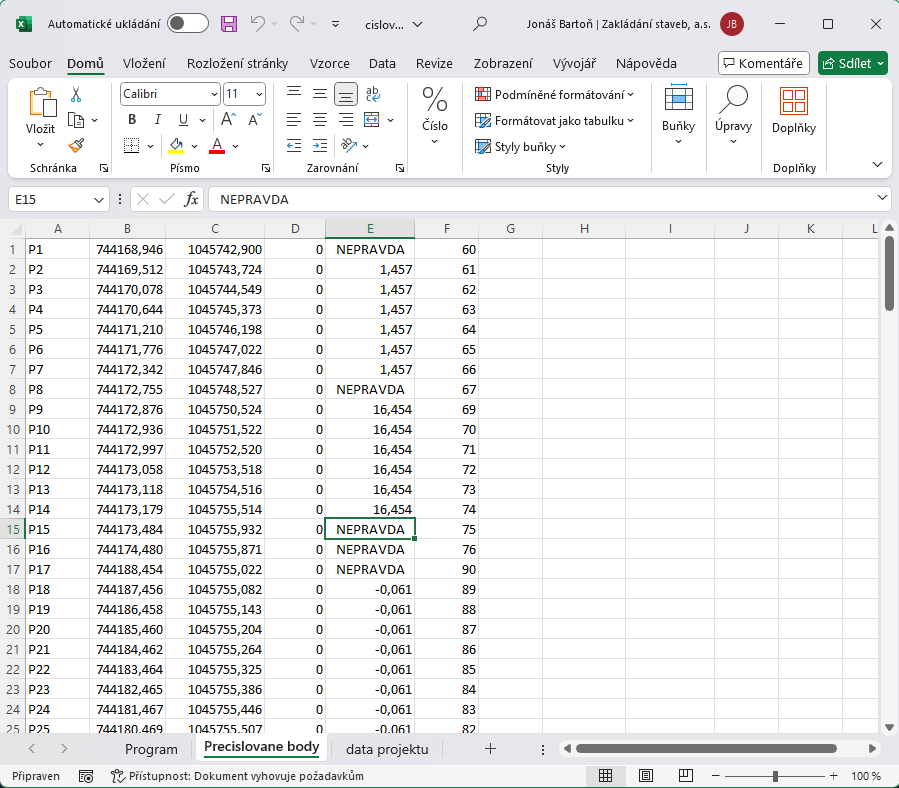 Automatické ukládání cislov... Jonáš Bartoň | Zakládání staveb, a.s. JB
Soubor Domů Vložení Rozložení stránky Vzorce Data Revize Zobrazení Vývojář Nápověda Komentáře Sdílet
Vložit
Schránka
Calibri 11
B I U A A
A
Písmo
ab
Zarovnání
% Číslo
Podmíněné formátování
Formátovat jako tabulku
Styly buňky
Styly
Buňky
Úpravy
Doplňky
Doplňky
E15 fx NEPRAVDA
A B C D E F G H I J K L
1 P1 744168,946 1045742,900 0 NEPRAVDA 60
2 P2 744169,512 1045743,724 0 1,457 61
3 P3 744170,078 1045744,549 0 1,457 62
4 P4 744170,644 1045745,373 0 1,457 63
5 P5 744171,210 1045746,198 0 1,457 64
6 P6 744171,776 1045747,022 0 1,457 65
7 P7 744172,342 1045747,846 0 1,457 66
8 P8 744172,755 1045748,527 0 NEPRAVDA 67
9 P9 744172,876 1045750,524 0 16,454 69
10 P10 744172,936 1045751,522 0 16,454 70
11 P11 744172,997 1045752,520 0 16,454 71
12 P12 744173,058 1045753,518 0 16,454 72
13 P13 744173,118 1045754,516 0 16,454 73
14 P14 744173,179 1045755,514 0 16,454 74
15 P15 744173,484 1045755,932 0 NEPRAVDA 75
16 P16 744174,480 1045755,871 0 NEPRAVDA 76
17 P17 744188,454 1045755,022 0 NEPRAVDA 90
18 P18 744187,456 1045755,082 0 -0,061 89
19 P19 744186,458 1045755,143 0 -0,061 88
20 P20 744185,460 1045755,204 0 -0,061 87
21 P21 744184,462 1045755,264 0 -0,061 86
22 P22 744183,464 1045755,325 0 -0,061 85
23 P23 744182,465 1045755,386 0 -0,061 84
24 P24 744181,467 1045755,446 0 -0,061 83
25 P25 744180,469 1045755,507 0 -0,061 82
Program Precislovane body data projektu
Připraven Přístupnost: Dokument vyhovuje požadavkům 100 %